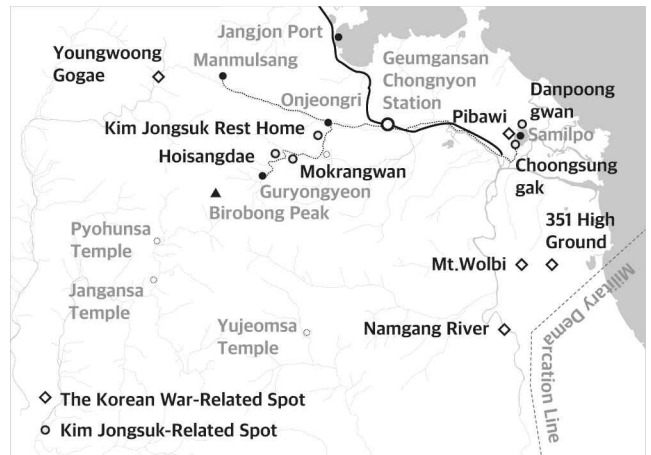 Jangjon Port
Youngwoong
Gogae
Manmulsang
Geumgansan
Chongnyon
Station
Danpoong
gwan
Onjeongri
Pibawi
Samilpo
Kim Jongsuk Rest Home
Hoisangdae
Mokrangwan
Choongsung
gak
Guryongyeon
Birobong Peak
351 High
Ground
Pyohunsa
Temple
Mt.Wolbi
Jangansa
Temple
Military Demarcation Line
Yujeomsa
Temple
Namgang River
The Korean War-Related Spot
Kim Jongsuk-Related Spot